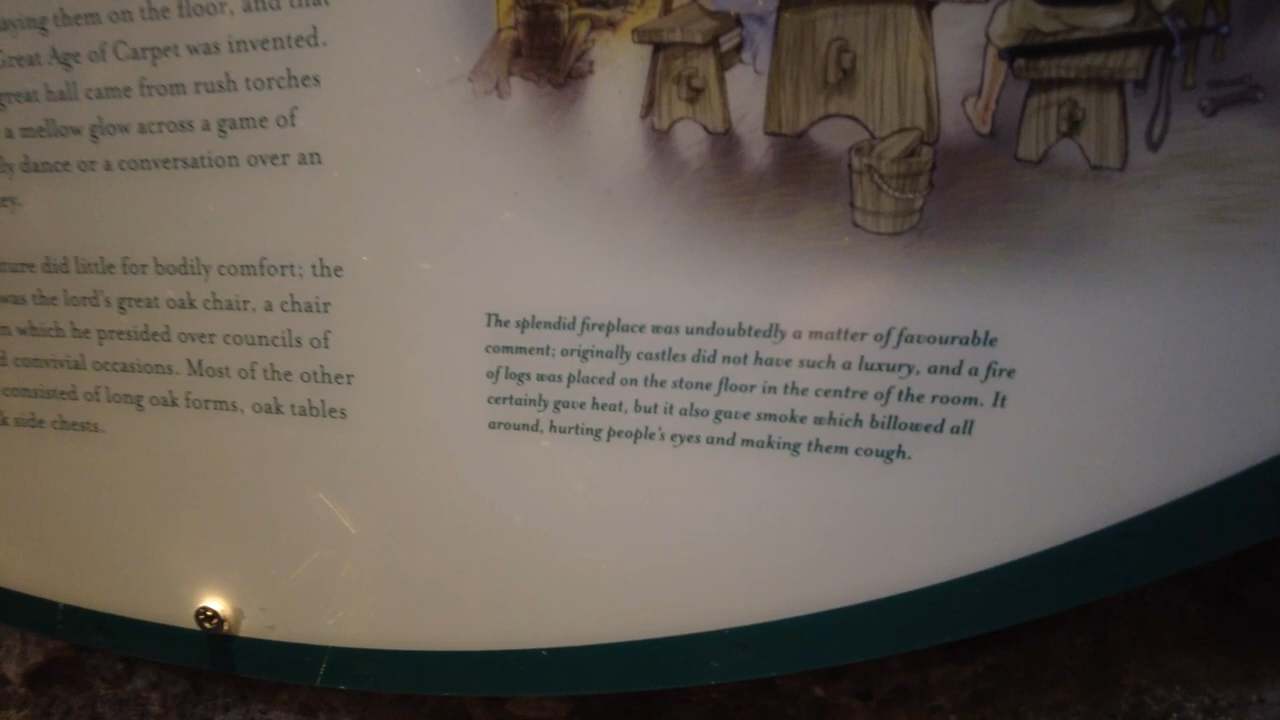 aying them on the floor, and that
Great Age of Carpet was invented.
great hall came from rush torches
a mellow glow across a game of
ly dance or a conversation over an
ey.
ture did little for bodily comfort; the
was the lord's great oak chair, a chair
n which he presided over councils of
d convivial occasions. Most of the other
consisted of long oak forms, oak tables
k side chests.
The splendid fireplace was undoubtedly a matter of favourable
comment; originally castles did not have such a luxury, and a fire
of logs was placed on the stone floor in the centre of the room. It
certainly gave heat, but it also gave smoke which billowed all
around, hurting people's eyes and making them cough.